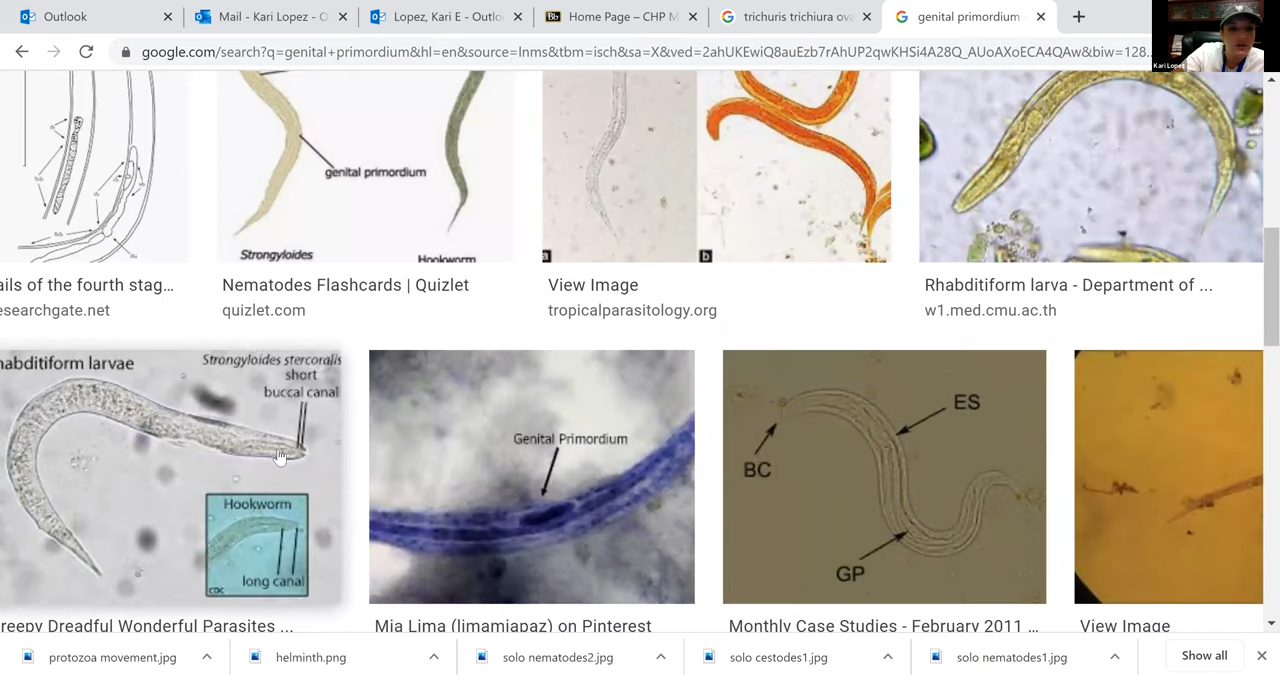 Outlook
Mail - Kari Lopez - O
Lopez, Kari E - Outlo
Bb Home Page – CHP M
trichuris trichiura ova
genital primordium -
google.com/search?q=genital+primordium&hl=en&source=lnms&tbm=isch&sa=X&ved=2ahUKEwiQ8auEzb7rAhUP2qwKHSi4A28Q_AUoAXoECA4QAw&biw=128...
Kari Lopez
genital primordium
Strongyloides
Hookworm
a
b
ails of the fourth stag...
Nematodes Flashcards | Quizlet
View Image
Rhabditiform larva - Department of ...
esearchgate.net
quizlet.com
tropicalparasitology.org
w1.med.cmu.ac.th
habditiform larvae
Strongyloides stercoralis
short
buccal canal
Hookworm
long canal
CDC
Genital Primordium
ES
BC
GP
reepy Dreadful Wonderful Parasites ...
Mia Lima (limamiapaz) on Pinterest
Monthly Case Studies - February 2011 ...
View Image
protozoa movement.jpg
helminth.png
solo nematodes2.jpg
solo cestodes1.jpg
solo nematodes1.jpg
Show all